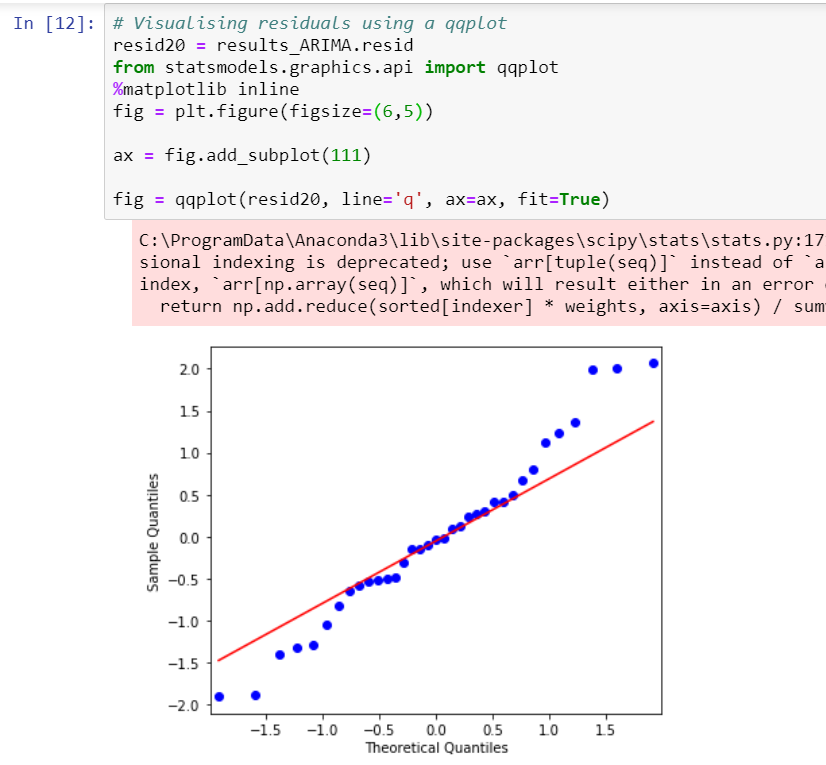 In [12]:
# Visualising residuals using a qqplot
resid20 = results_ARIMA.resid
from statsmodels.graphics.api import qqplot
%matplotlib inline
fig = plt.figure(figsize=(6,5))
ax = fig.add_subplot(111)
fig = qqplot(resid20, line='q', ax=ax, fit=True)
C:\ProgramData\Anaconda3\lib\site-packages\scipy\stats\stats.py:17
sional indexing is deprecated; use `arr[tuple(seq)]` instead of `a
index, `arr[np.array(seq)]`, which will result either in an error
return np.add.reduce(sorted[indexer] * weights, axis=axis) / sum
2.0
1.5
1.0
0.5
0.0
−0.5
−1.0
−1.5
−2.0
Sample Quantiles
−1.5 −1.0 −0.5 0.0 0.5 1.0 1.5
Theoretical Quantiles